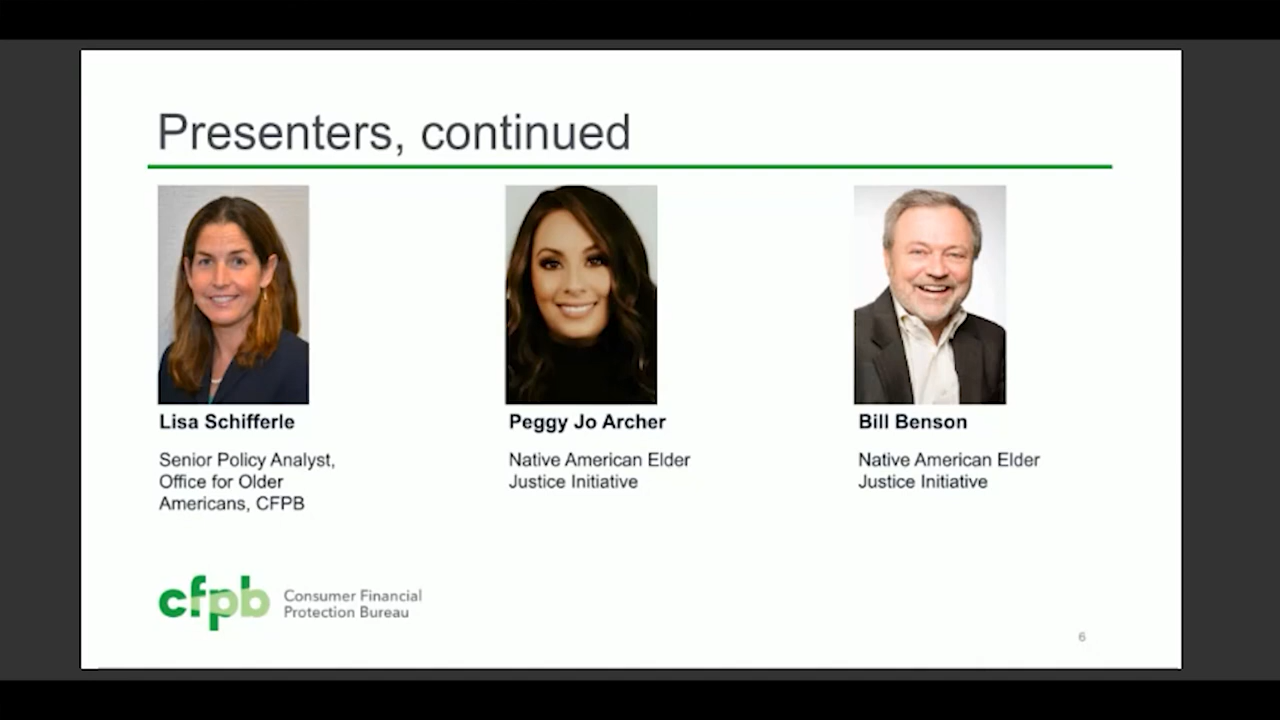 Presenters, continued
Lisa Schifferle
Senior Policy Analyst,
Office for Older
Americans, CFPB
Peggy Jo Archer
Native American Elder
Justice Initiative
Bill Benson
Native American Elder
Justice Initiative
cfpb
Consumer Financial
Protection Bureau
6